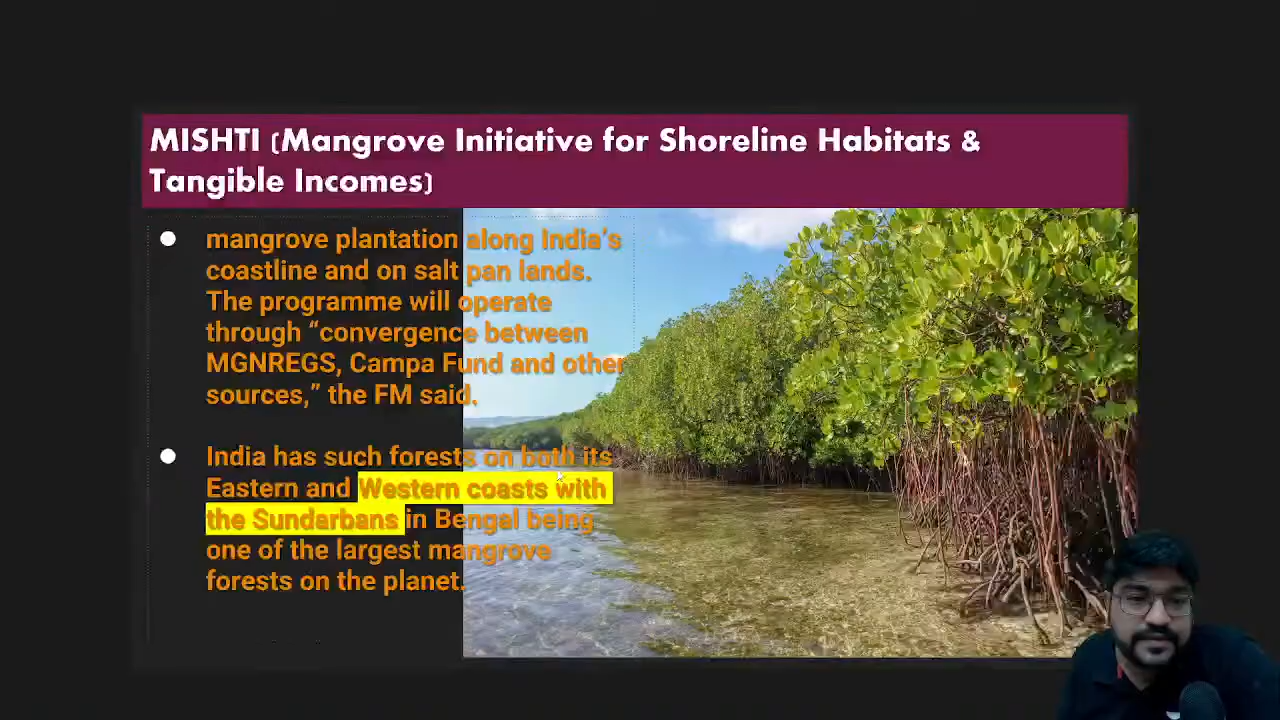 MISHTI (Mangrove Initiative for Shoreline Habitats &
Tangible Incomes)
● mangrove plantation along India’s
coastline and on salt pan lands.
The programme will operate
through “convergence between
MGNREGS, Campa Fund and other
sources,” the FM said.
● India has such forests on both its
Eastern and Western coasts with
the Sundarbans in Bengal being
one of the largest mangrove
forests on the planet.